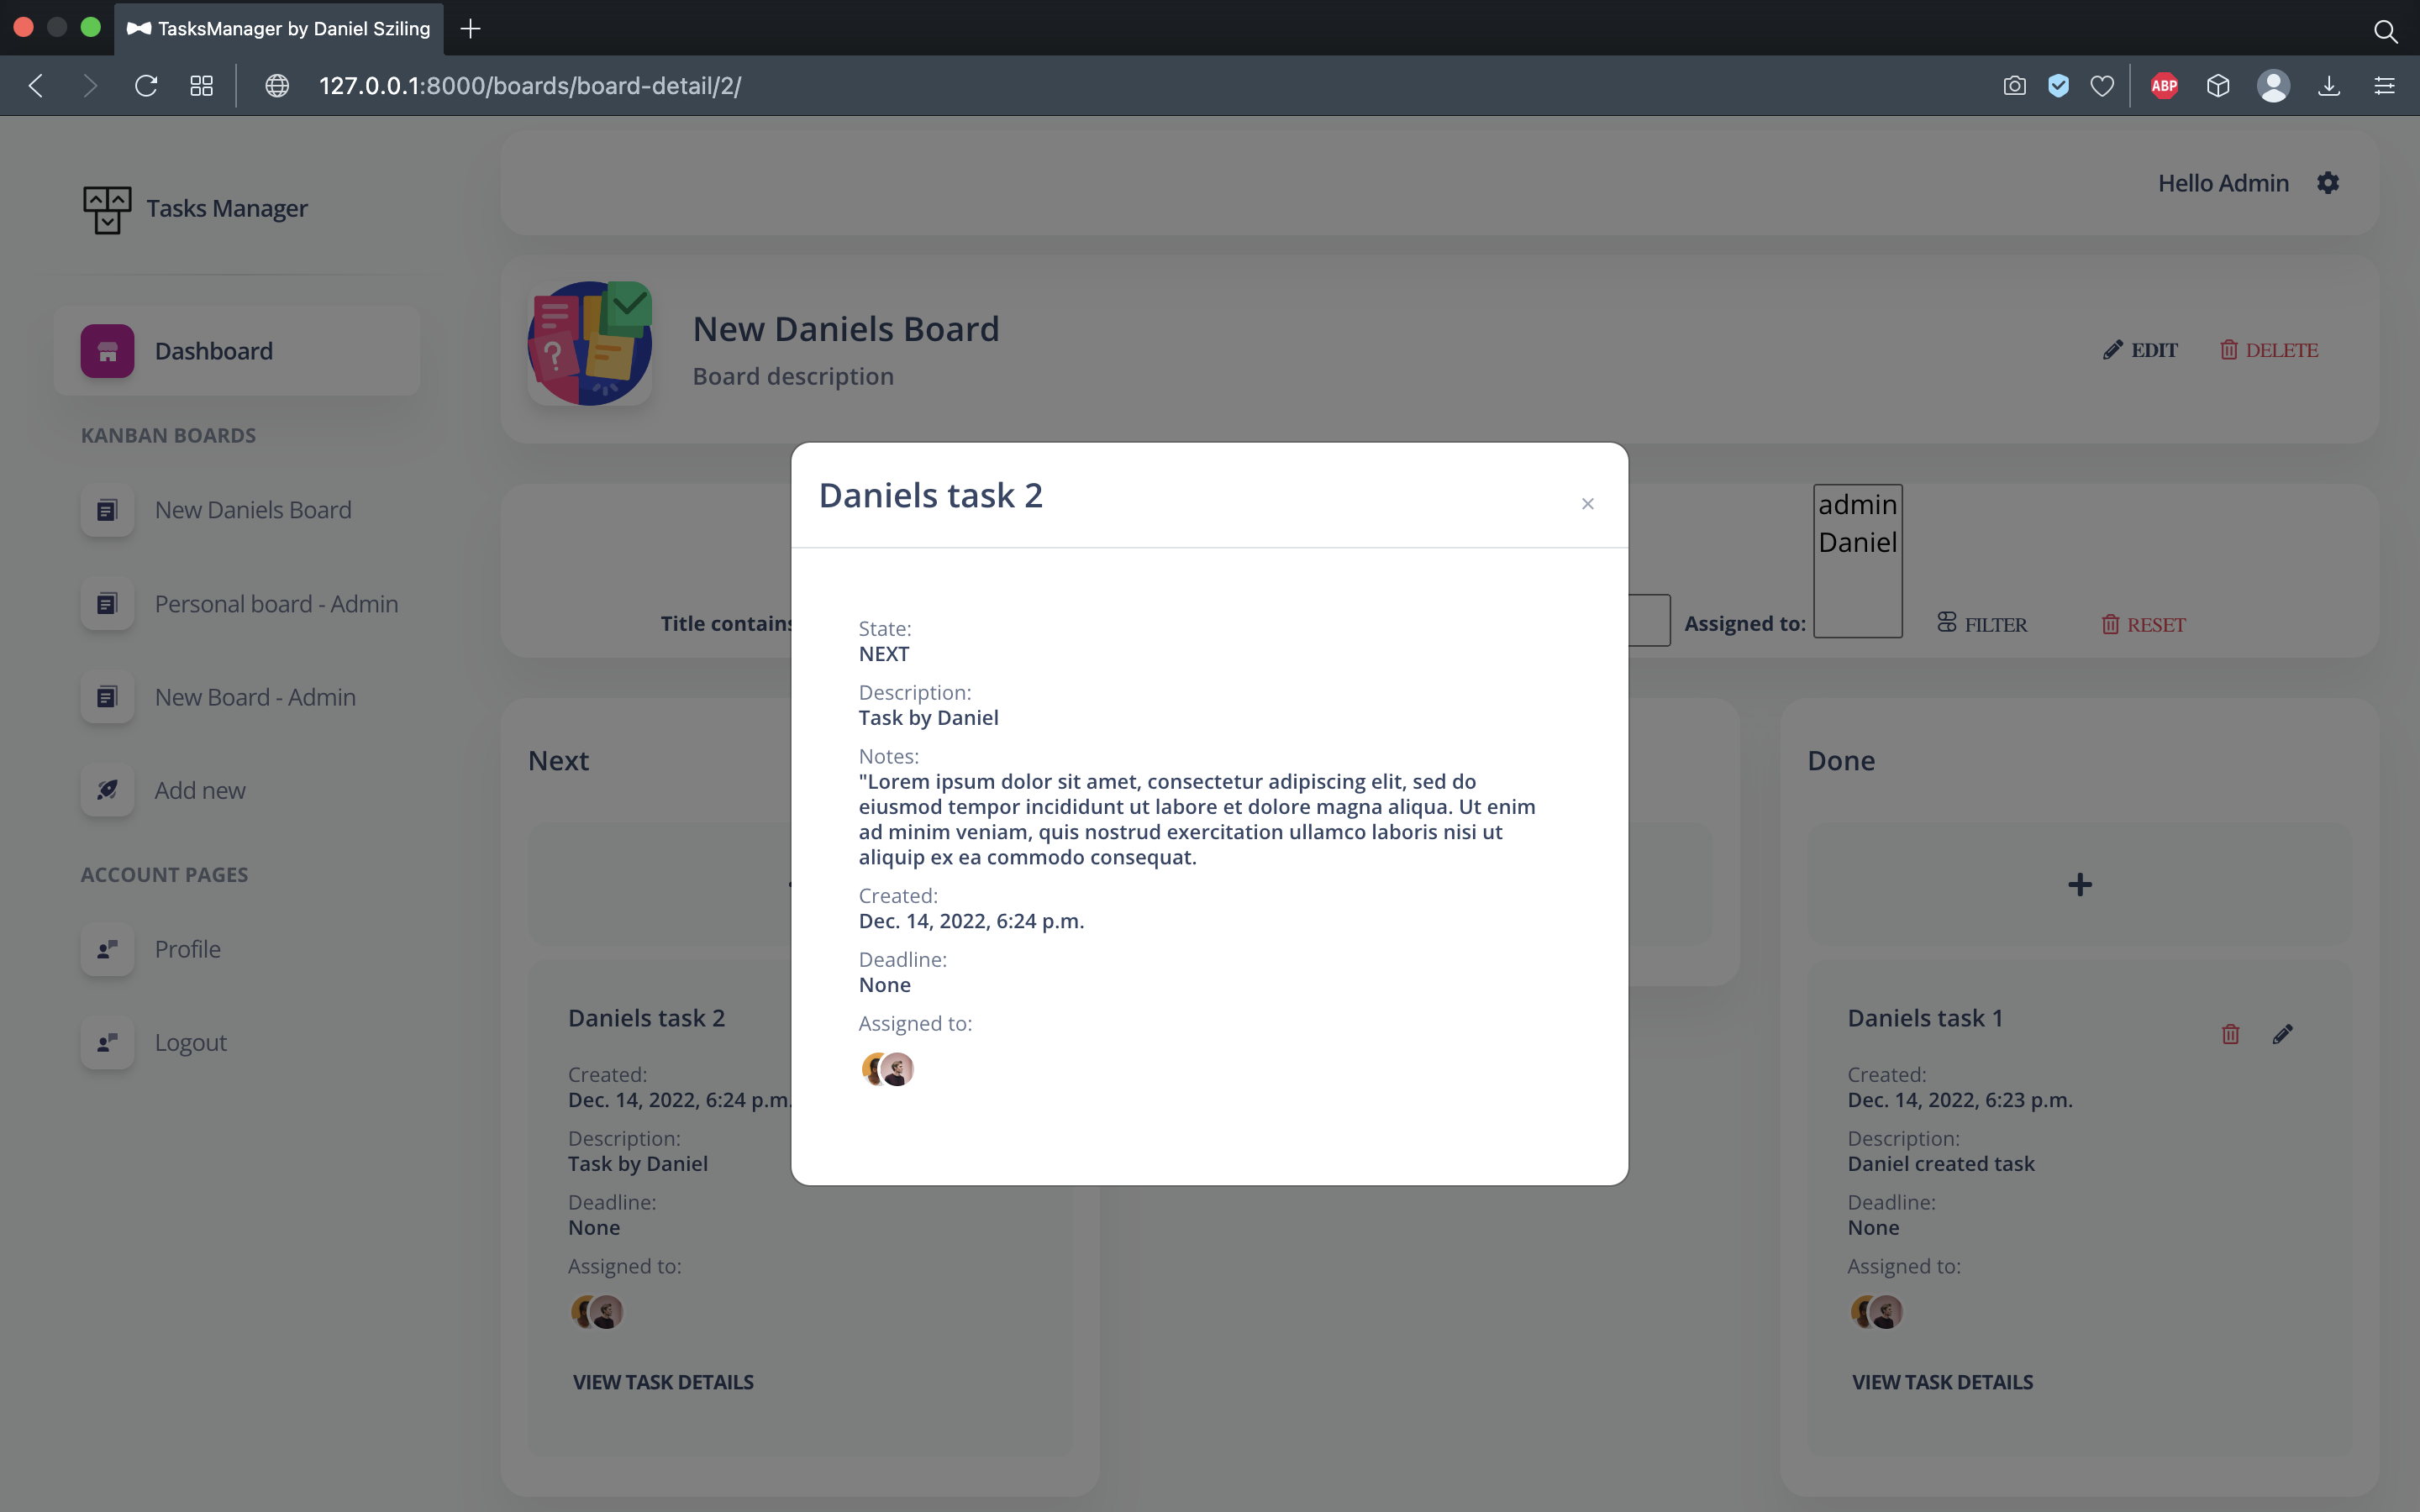 TasksManager by Daniel Sziling
127.0.0.1:8000/boards/board-detail/2/
ABP
Tasks Manager
Hello Admin
Dashboard
New Daniels Board
Board description
EDIT
DELETE
KANBAN BOARDS
New Daniels Board
Personal board - Admin
New Board - Admin
Add new
ACCOUNT PAGES
Profile
Logout
Title contains
Assigned to:
admin
Daniel
FILTER
RESET
Daniels task 2
×
State:
NEXT
Description:
Task by Daniel
Notes:
"Lorem ipsum dolor sit amet, consectetur adipiscing elit, sed do
eiusmod tempor incididunt ut labore et dolore magna aliqua. Ut enim
ad minim veniam, quis nostrud exercitation ullamco laboris nisi ut
aliquip ex ea commodo consequat.
Created:
Dec. 14, 2022, 6:24 p.m.
Deadline:
None
Assigned to:
Next
Daniels task 2
Created:
Dec. 14, 2022, 6:24 p.m.
Description:
Task by Daniel
Deadline:
None
Assigned to:
VIEW TASK DETAILS
Done
Daniels task 1
Created:
Dec. 14, 2022, 6:23 p.m.
Description:
Daniel created task
Deadline:
None
Assigned to:
VIEW TASK DETAILS